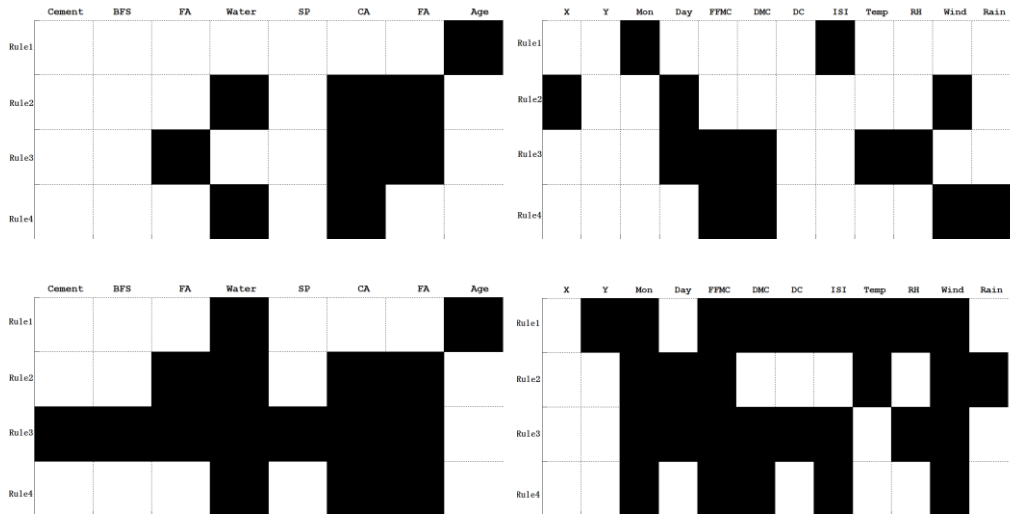 Cement BFS FA Water SP CA FA Age
Rule1
Rule2
Rule3
Rule4
X Y Mon Day FFMC DMC DC ISI Temp RH Wind Rain
Rule1
Rule2
Rule3
Rule4
Cement BFS FA Water SP CA FA Age
Rule1
Rule2
Rule3
Rule4
X Y Mon Day FFMC DMC DC ISI Temp RH Wind Rain
Rule1
Rule2
Rule3
Rule4